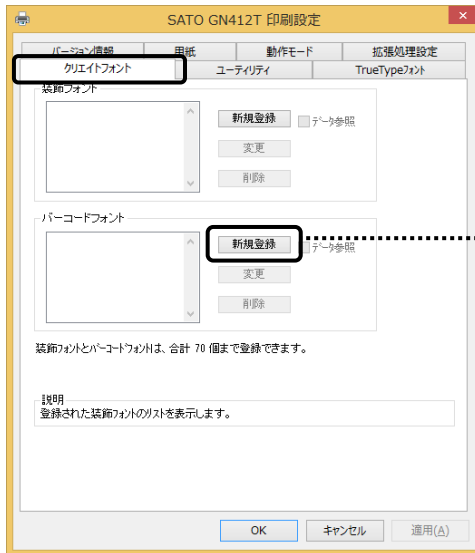 SATO GN412T 印刷設定
バージョン情報 用紙 動作モード 拡張処理設定
クリエイトフォント ユーティリティ TrueTypeフォント
装飾フォント
新規登録 データ参照
変更
削除
バーコードフォント
新規登録 データ参照
変更
削除
装飾フォントとバーコードフォントは、合計 70 個まで登録できます。
説明
登録された装飾フォントのリストを表示します。
OK キャンセル 適用(A)